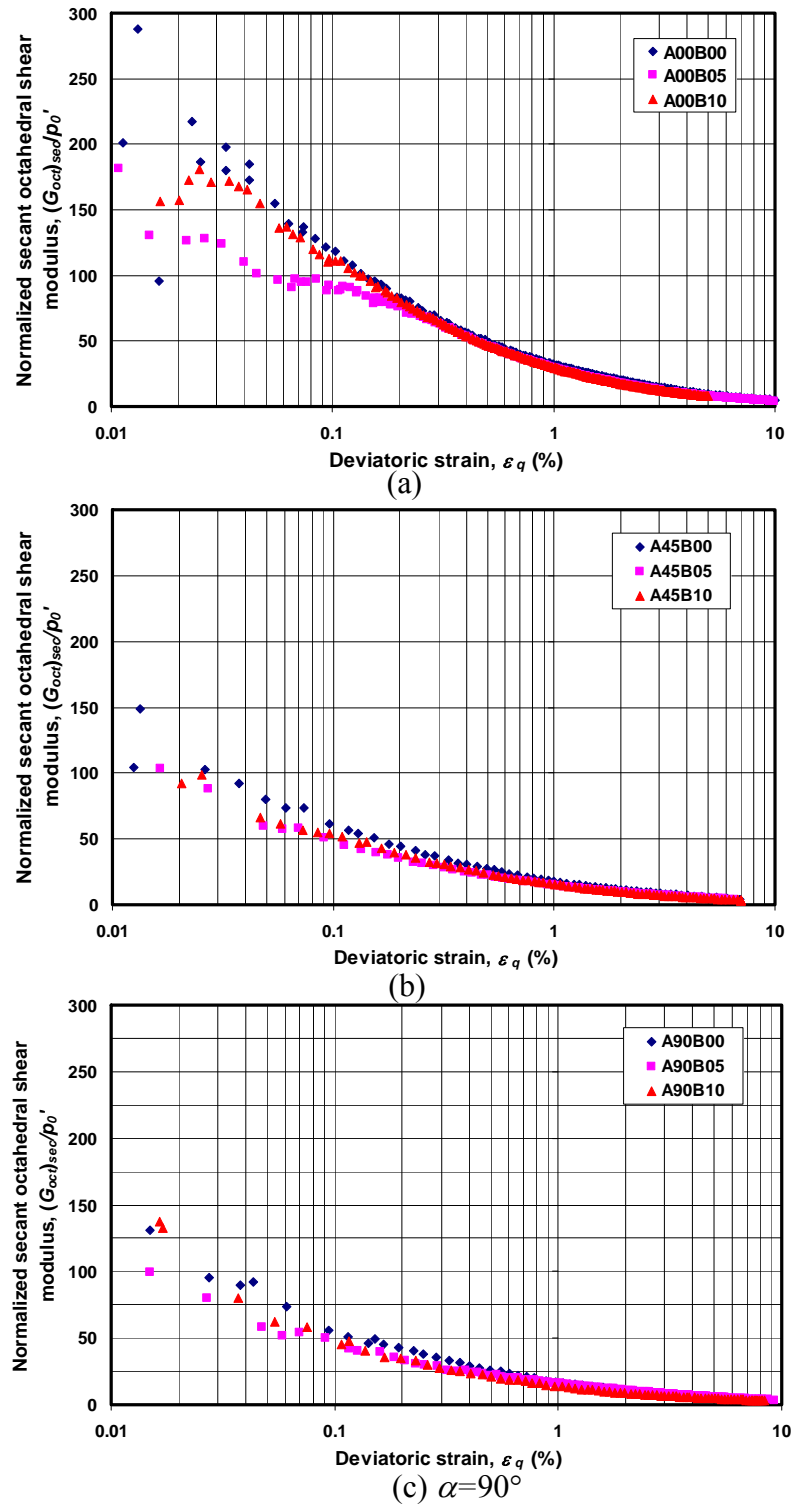 300
250
200
150
100
50
0
Normalized secant octahedral shear
modulus, (Goct)sec/p0'
A00B00
A00B05
A00B10
0.01 0.1 1 10
Deviatoric strain, εq (%)
(a)
300
250
200
150
100
50
0
Normalized secant octahedral shear
modulus, (Goct)sec/p0'
A45B00
A45B05
A45B10
0.01 0.1 1 10
Deviatoric strain, εq (%)
(b)
300
250
200
150
100
50
0
Normalized secant octahedral shear
modulus, (Goct)sec/p0'
A90B00
A90B05
A90B10
0.01 0.1 1 10
Deviatoric strain, εq (%)
(c) α=90°